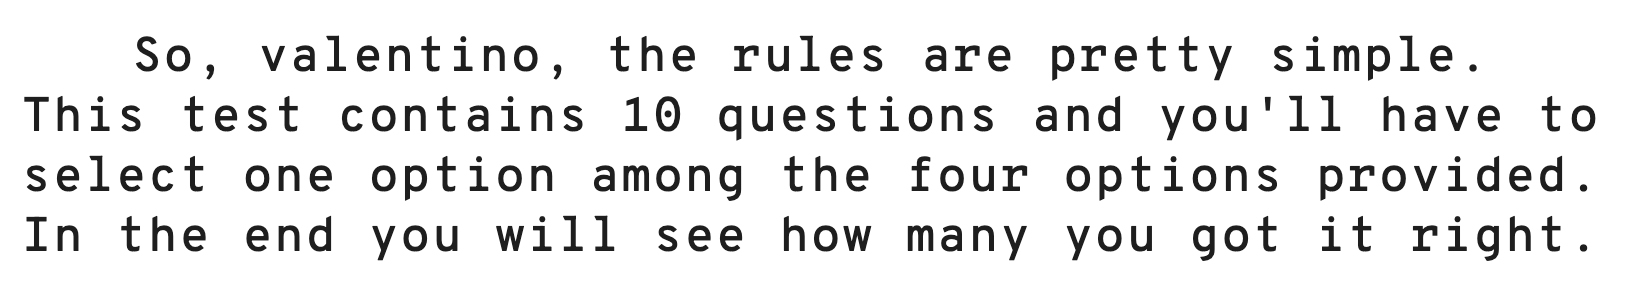 So, valentino, the rules are pretty simple.
This test contains 10 questions and you'll have to
select one option among the four options provided.
In the end you will see how many you got it right.